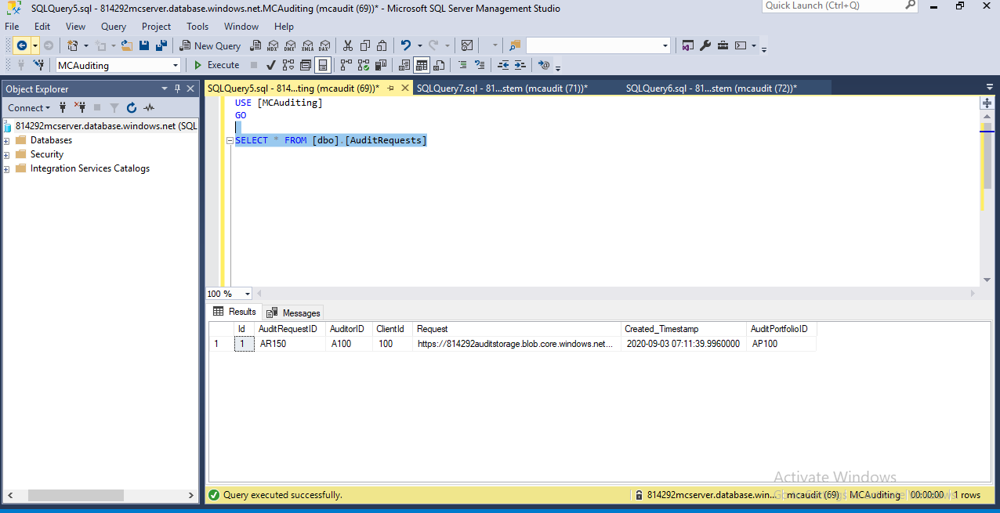 SQLQuery5.sql - 814292mcserver.database.windows.net.MCAuditing (mcaudit (69))* - Microsoft SQL Server Management Studio
Quick Launch (Ctrl+Q)
File Edit View Query Project Tools Window Help
New Query
MDX DMX XMLA DAX
MCAuditing Execute
Object Explorer
Connect
814292mcserver.database.windows.net (SQL
Databases
Security
Integration Services Catalogs
SQLQuery5.sql - 814...ting (mcaudit (69))* SQLQuery7.sql - 81...stem (mcaudit (71))* SQLQuery6.sql - 81...stem (mcaudit (72))*
USE [MCAuditing]
GO
SELECT * FROM [dbo].[AuditRequests]
100 %
Results Messages
Id AuditRequestID AuditorID ClientId Request Created_Timestamp AuditPortfolioID
1 1 AR150 A100 100 https://814292auditstorage.blob.core.windows.net... 2020-09-03 07:11:39.9960000 AP100
Activate Windows
Query executed successfully. 814292mcserver.database.win... mcaudit (69) MCAuditing 00:00:00 1 rows